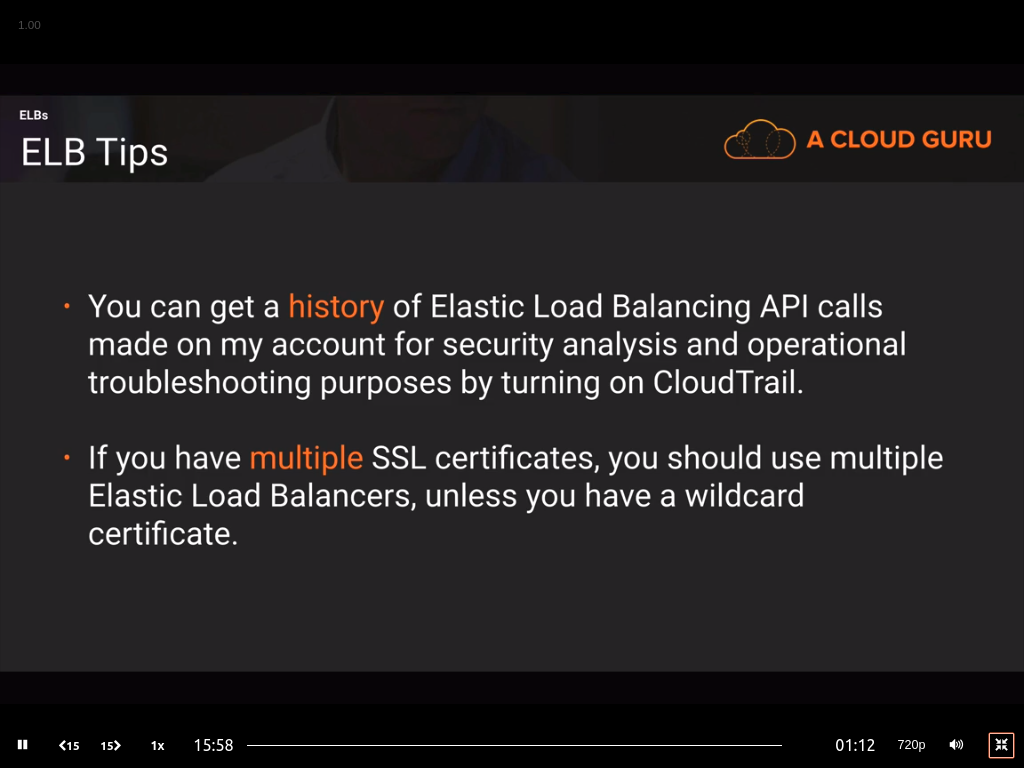 1.00
ELBs
ELB Tips
A CLOUD GURU
• You can get a history of Elastic Load Balancing API calls
made on my account for security analysis and operational
troubleshooting purposes by turning on CloudTrail.
• If you have multiple SSL certificates, you should use multiple
Elastic Load Balancers, unless you have a wildcard
certificate.
15 15 1x 15:58 01:12 720p